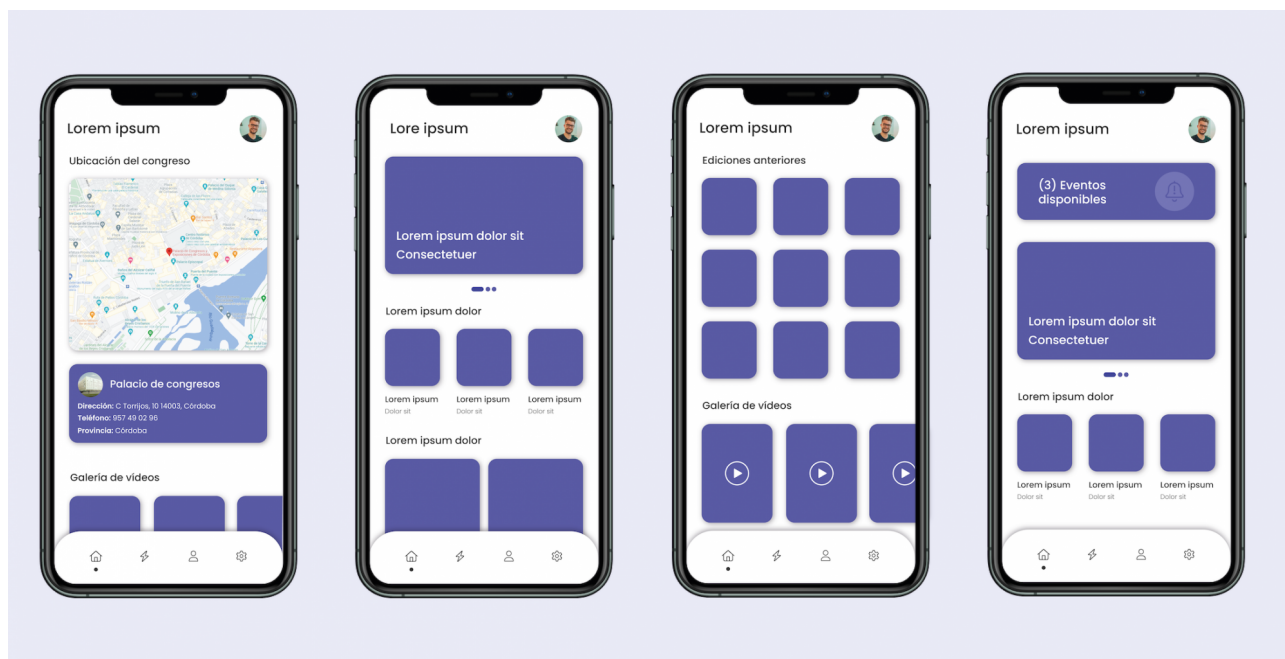 Lorem ipsum
Ubicación del congreso
Palacio de congresos
Dirección: C Torrijos, 10 14003, Córdoba
Teléfono: 957 49 02 96
Provincia: Córdoba
Galería de vídeos
Lore ipsum
Lorem ipsum dolor sit
Consectetuer
Lorem ipsum dolor
Lorem ipsum Lorem ipsum Lorem ipsum
Dolor sit Dolor sit Dolor sit
Lorem ipsum dolor
Lorem ipsum
Ediciones anteriores
Galería de vídeos
Lorem ipsum
(3) Eventos
disponibles
Lorem ipsum dolor sit
Consectetuer
Lorem ipsum dolor
Lorem ipsum Lorem ipsum Lorem ipsum
Dolor sit Dolor sit Dolor sit